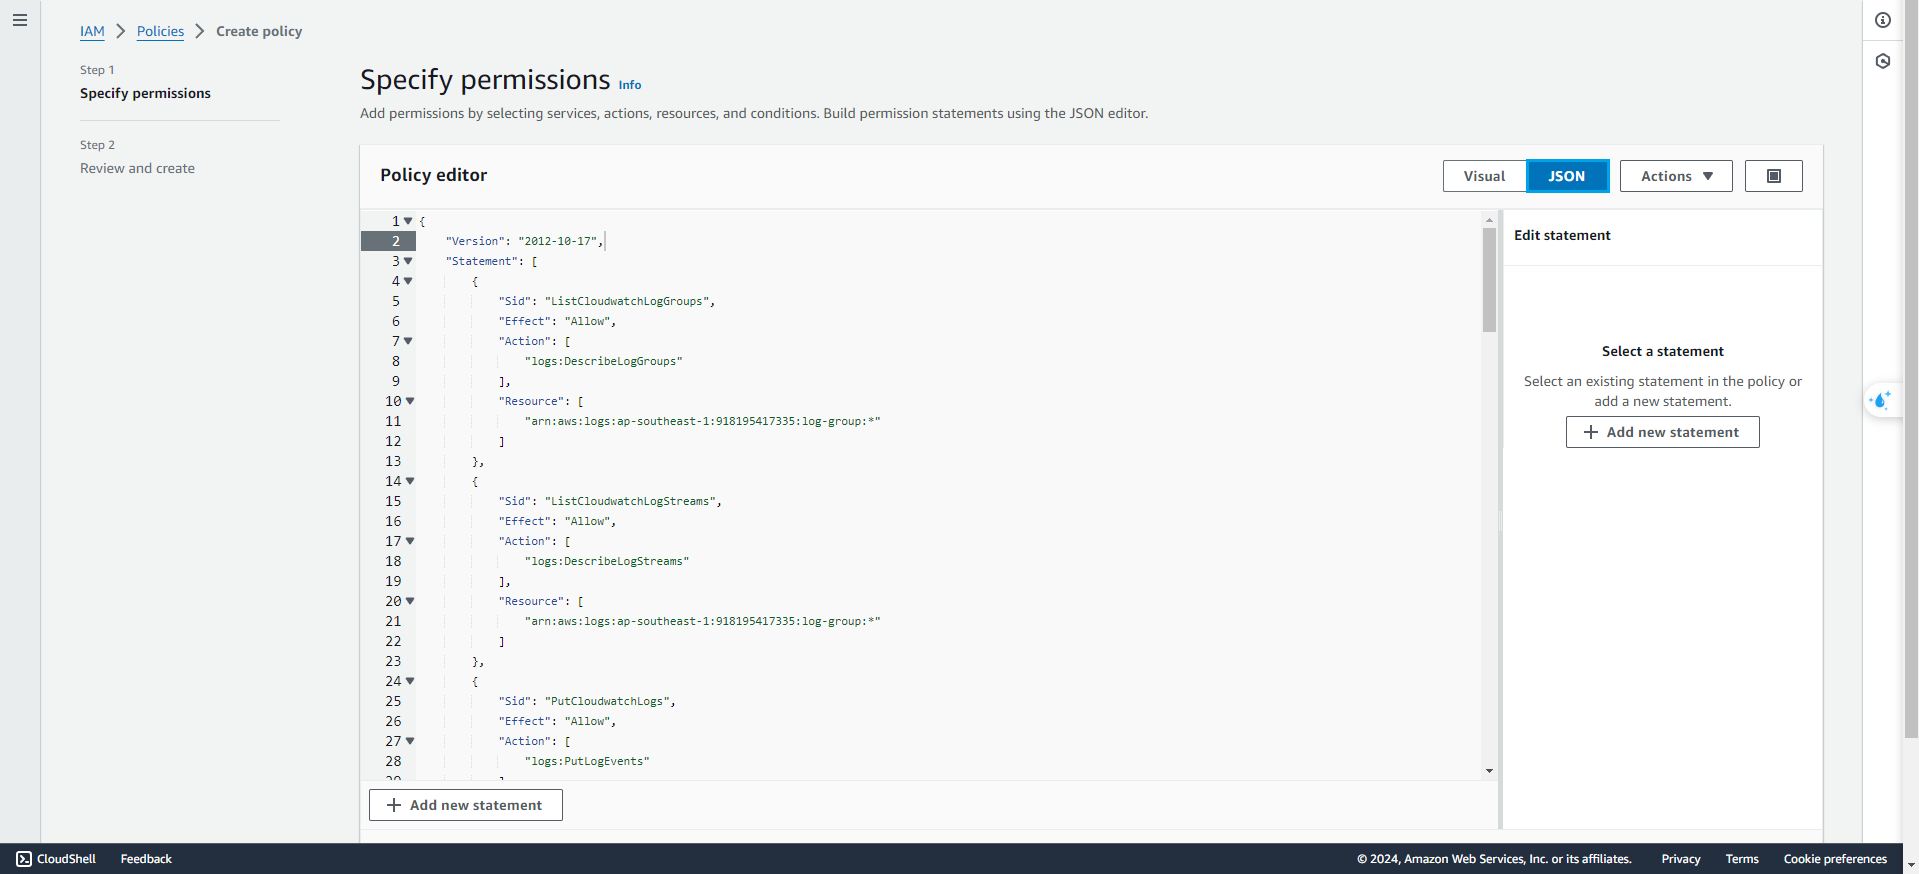 IAM > Policies > Create policy
Step 1
Specify permissions
Step 2
Review and create
Specify permissions Info
Add permissions by selecting services, actions, resources, and conditions. Build permission statements using the JSON editor.
Policy editor
Visual
JSON
Actions
1 {
2 "Version": "2012-10-17",
3 "Statement": [
4 {
5 "Sid": "ListCloudwatchLogGroups",
6 "Effect": "Allow",
7 "Action": [
8 "logs:DescribeLogGroups"
9 ],
10 "Resource": [
11 "arn:aws:logs:ap-southeast-1:918195417335:log-group:*"
12 ]
13 },
14 {
15 "Sid": "ListCloudwatchLogStreams",
16 "Effect": "Allow",
17 "Action": [
18 "logs:DescribeLogStreams"
19 ],
20 "Resource": [
21 "arn:aws:logs:ap-southeast-1:918195417335:log-group:*"
22 ]
23 },
24 {
25 "Sid": "PutCloudwatchLogs",
26 "Effect": "Allow",
27 "Action": [
28 "logs:PutLogEvents"
+ Add new statement
Edit statement
Select a statement
Select an existing statement in the policy or
add a new statement.
+ Add new statement
CloudShell
Feedback
© 2024, Amazon Web Services, Inc. or its affiliates.
Privacy
Terms
Cookie preferences